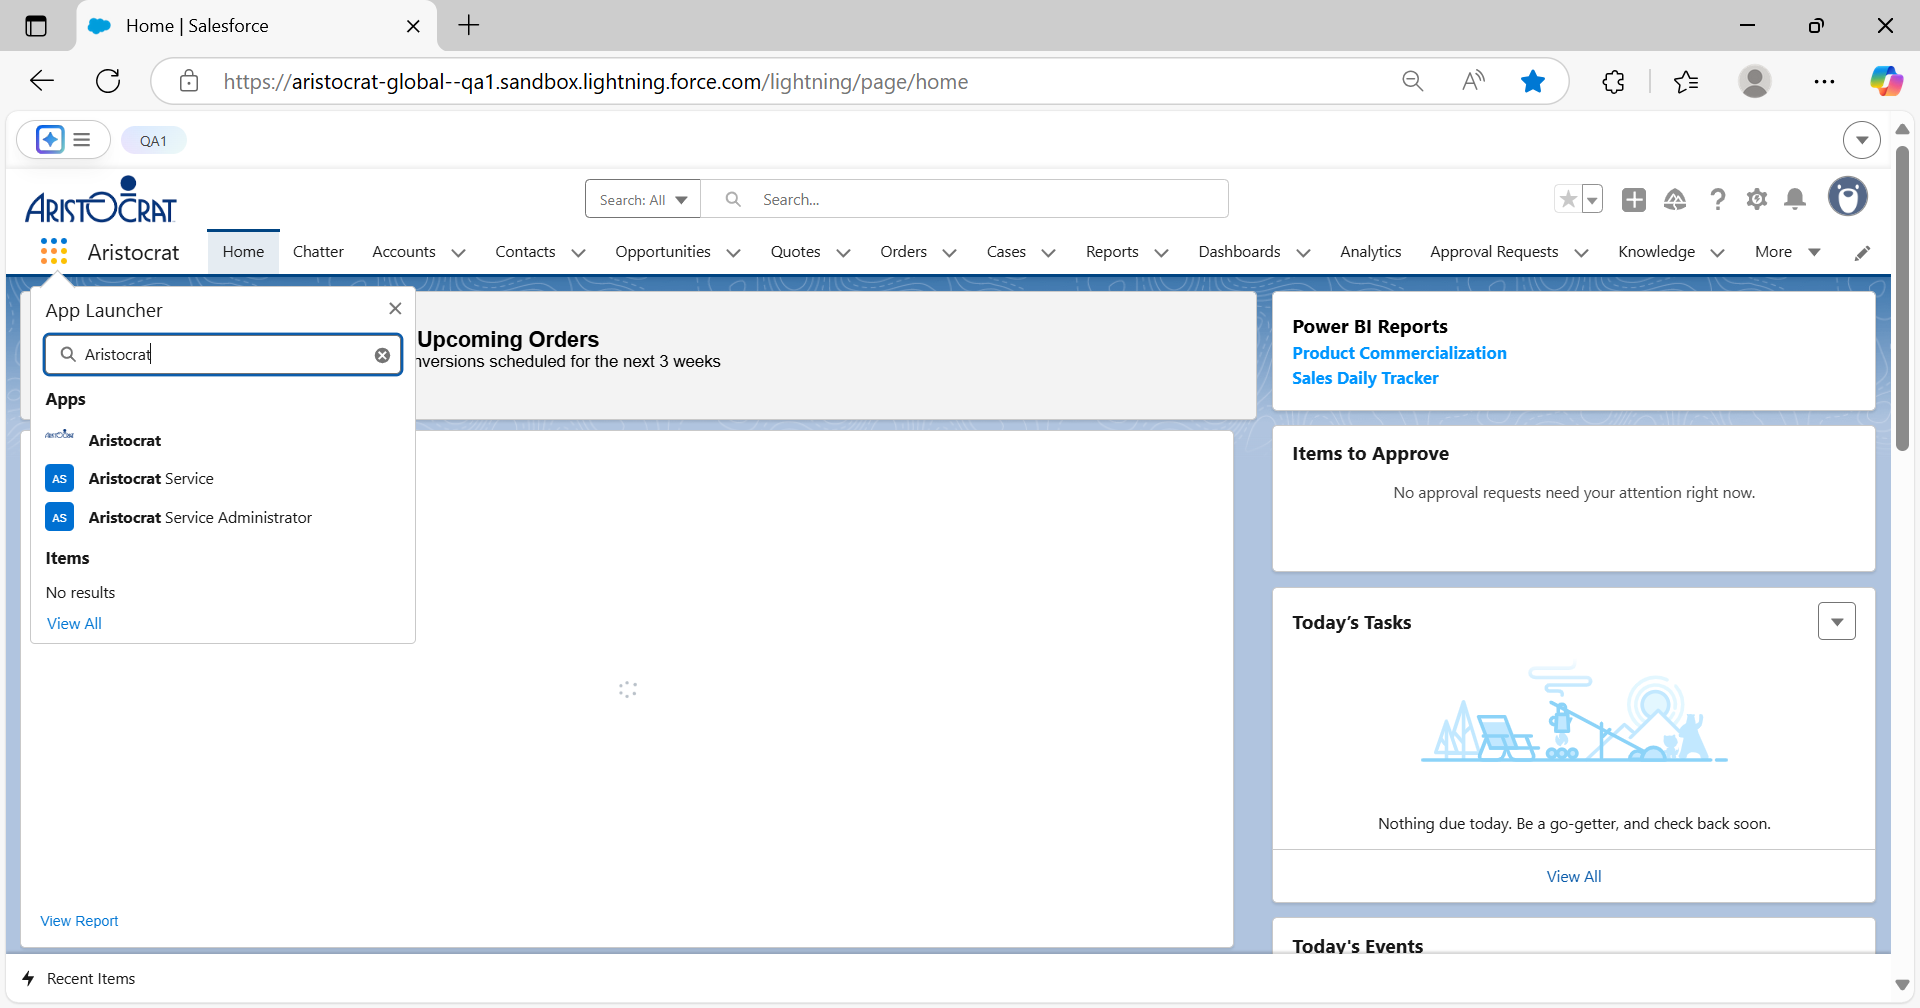 Home | Salesforce
https://aristocrat-global--qa1.sandbox.lightning.force.com/lightning/page/home
QA1
ARISTOCRAT
Search: All
Search...
Aristocrat
Home
Chatter
Accounts
Contacts
Opportunities
Quotes
Orders
Cases
Reports
Dashboards
Analytics
Approval Requests
Knowledge
More
App Launcher
Aristocrat
Apps
ARISTOCRAT
Aristocrat
AS
Aristocrat Service
AS
Aristocrat Service Administrator
Items
No results
View All
Upcoming Orders
nversions scheduled for the next 3 weeks
View Report
Power BI Reports
Product Commercialization
Sales Daily Tracker
Items to Approve
No approval requests need your attention right now.
Today’s Tasks
Nothing due today. Be a go-getter, and check back soon.
View All
Today's Events
Recent Items